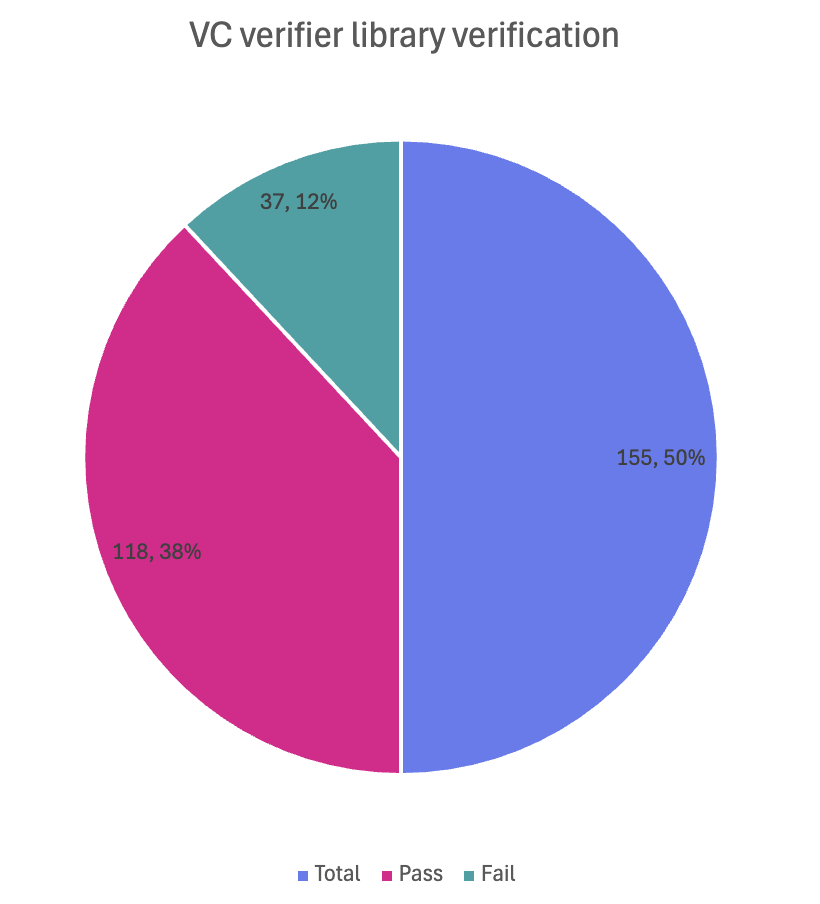 VC verifier library verification
37, 12%
155, 50%
118, 38%
Total Pass Fail